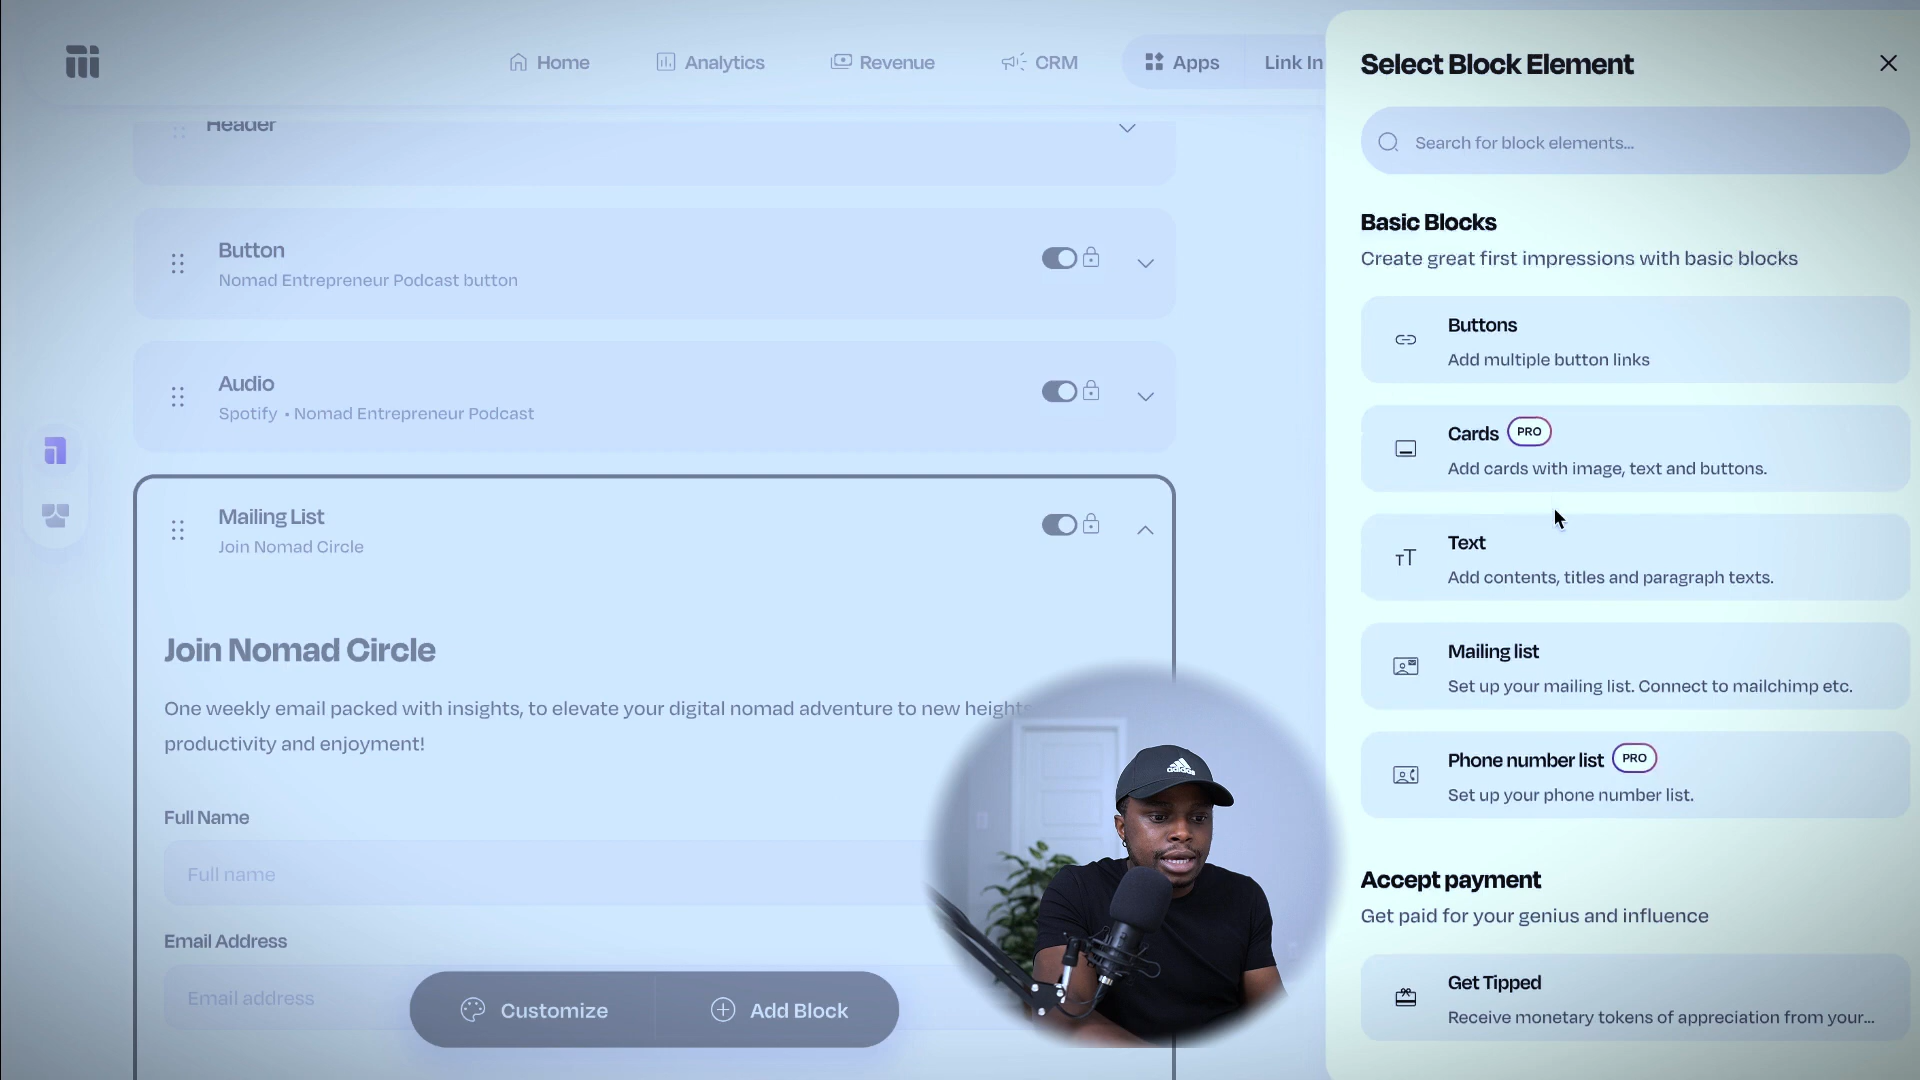 Home
Analytics
Revenue
CRM
Apps
Link In
Header
Button
Nomad Entrepreneur Podcast button
Audio
Spotify • Nomad Entrepreneur Podcast
Mailing List
Join Nomad Circle
Join Nomad Circle
One weekly email packed with insights, to elevate your digital nomad adventure to new heights
productivity and enjoyment!
Full Name
Full name
Email Address
Email address
Customize
Add Block
adidas
Select Block Element
Search for block elements...
Basic Blocks
Create great first impressions with basic blocks
Buttons
Add multiple button links
Cards PRO
Add cards with image, text and buttons.
Text
Add contents, titles and paragraph texts.
Mailing list
Set up your mailing list. Connect to mailchimp etc.
Phone number list PRO
Set up your phone number list.
Accept payment
Get paid for your genius and influence
Get Tipped
Receive monetary tokens of appreciation from your...